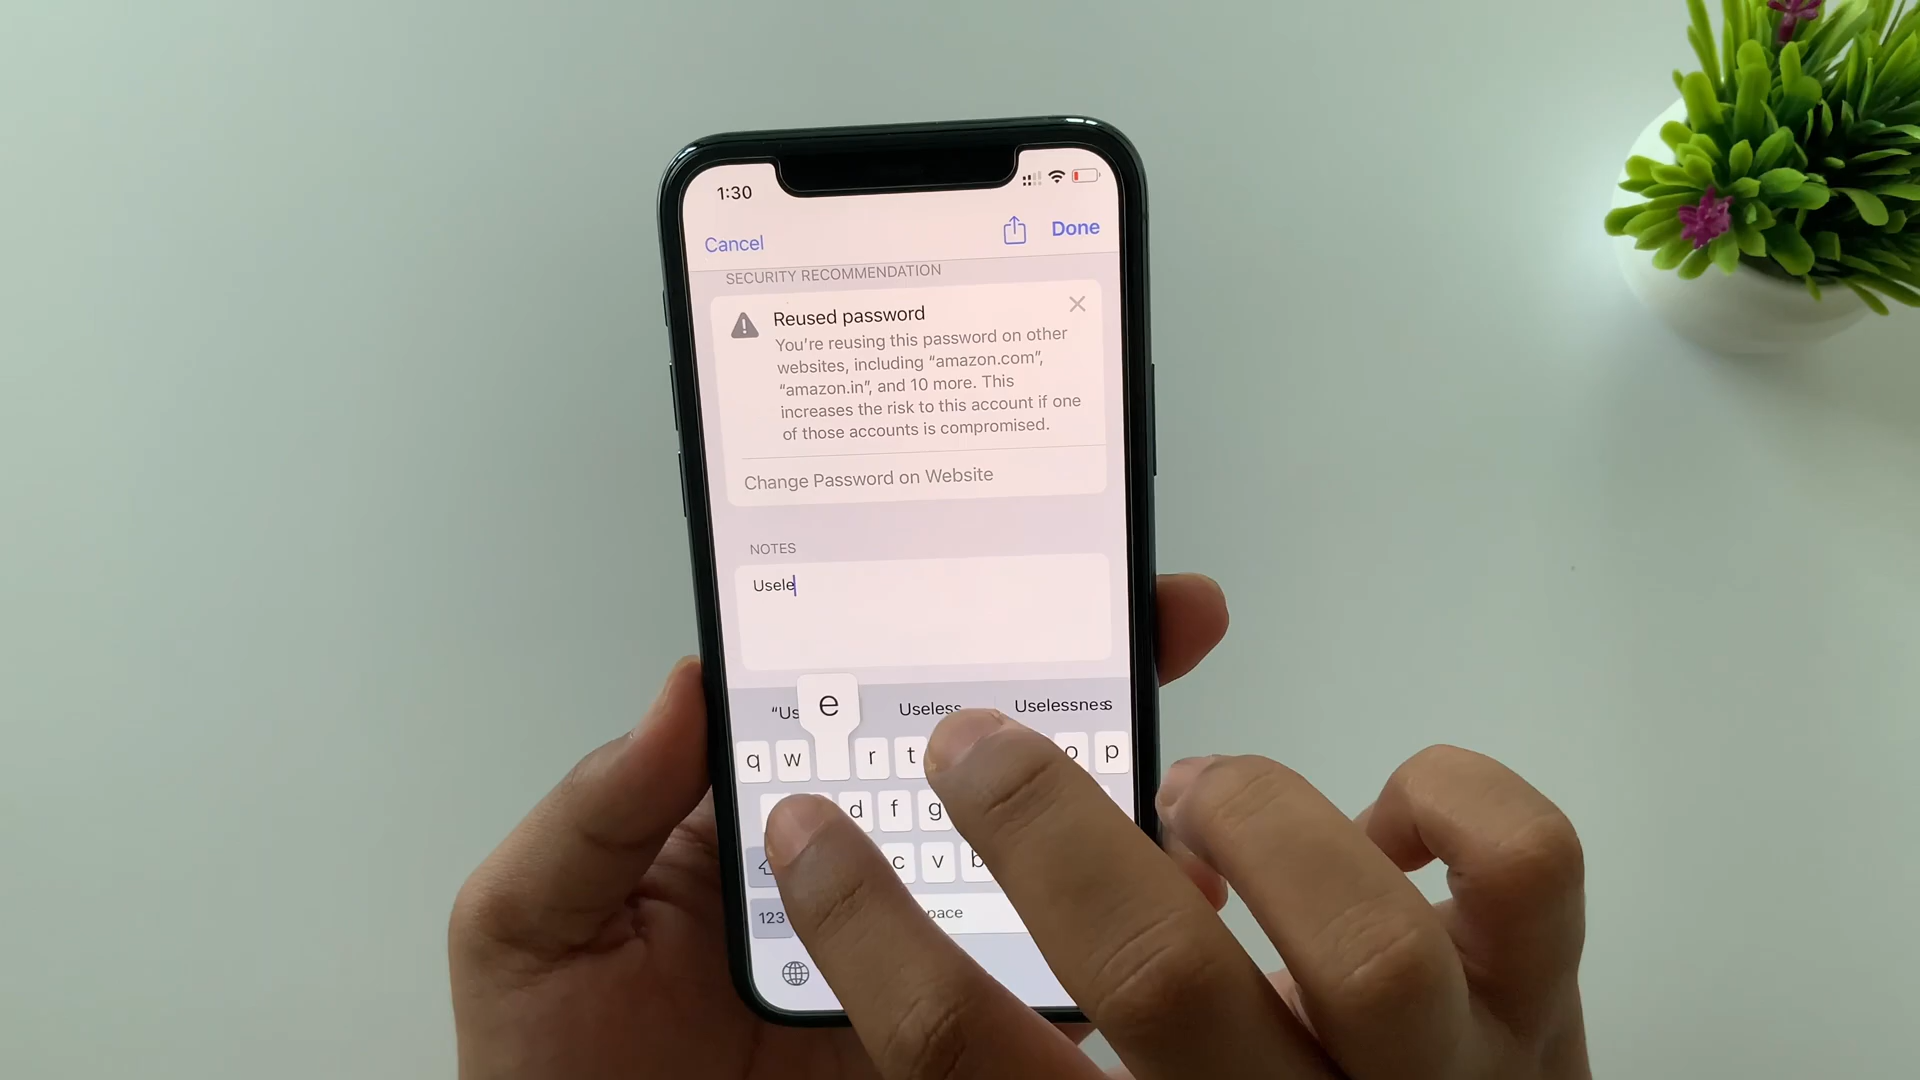 1:30
Cancel
Done
SECURITY RECOMMENDATION
Reused password
You're reusing this password on other
websites, including “amazon.com”,
“amazon.in”, and 10 more. This
increases the risk to this account if one
of those accounts is compromised.
Change Password on Website
NOTES
Usele
“Us
e
Useless
Uselessness
q w r t o p
d f g
c v b
123
pace